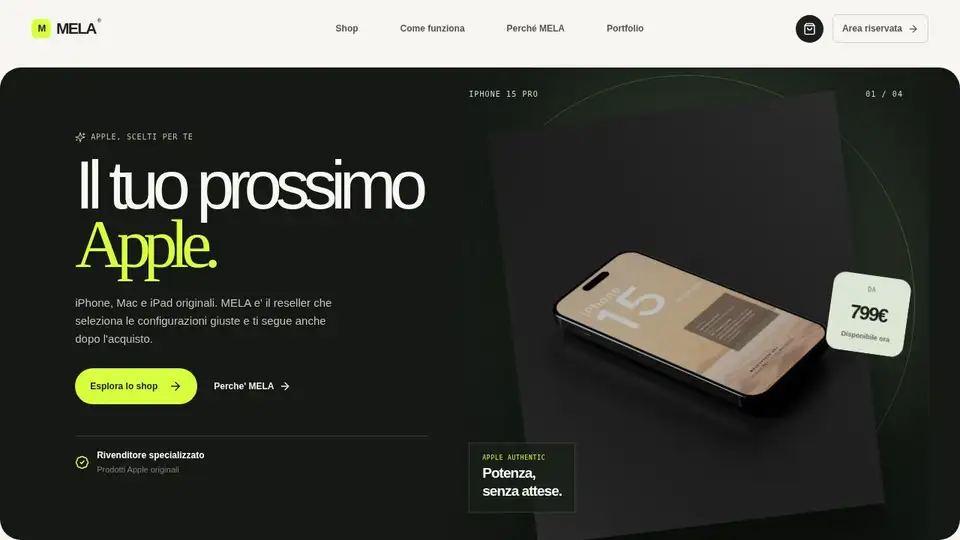 M MELA®
Shop
Come funziona
Perché MELA
Portfolio
Area riservata
IPHONE 15 PRO
01 / 04
APPLE, SCELTI PER TE
Il tuo prossimo
Apple.
iPhone, Mac e iPad originali. MELA e' il reseller che
seleziona le configurazioni giuste e ti segue anche
dopo l'acquisto.
Esplora lo shop
Perche' MELA
Rivenditore specializzato
Prodotti Apple originali
iphone
15
DA
799€
Disponibile ora
APPLE AUTHENTIC
Potenza,
senza attese.